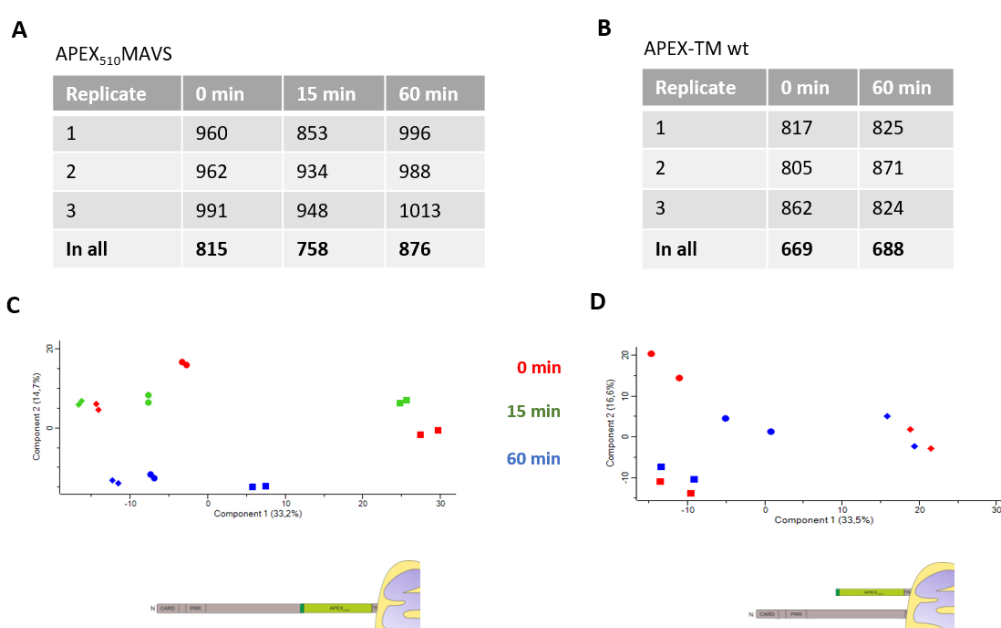 A
APEX510MAVS
Replicate 0 min 15 min 60 min
1 960 853 996
2 962 934 988
3 991 948 1013
In all 815 758 876
B
APEX-TM wt
Replicate 0 min 60 min
1 817 825
2 805 871
3 862 824
In all 669 688
C
Component 2 (14,7%)
20
0
-10 0 10 20 30
Component 1 (33,2%)
0 min
15 min
60 min
D
Component 2 (16,6%)
20
10
0
-10
-10 0 10 20 30
Component 1 (33,5%)
N CARD PRR
N CARD PRR